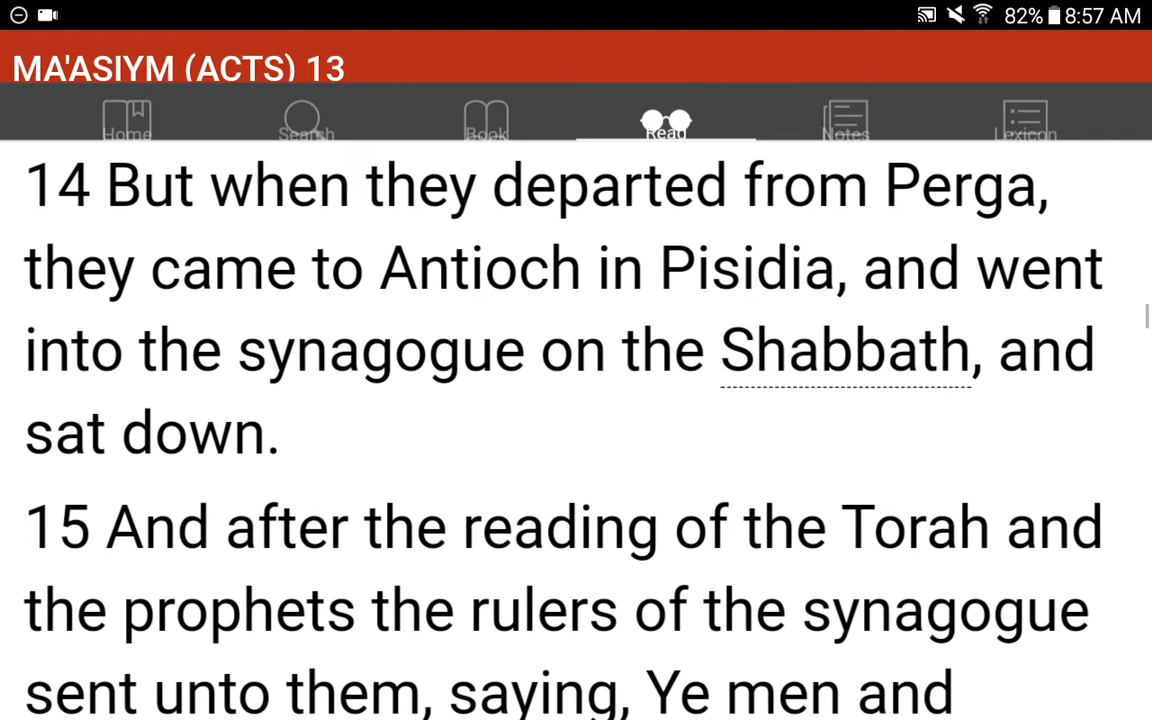 82% 8:57 AM
MA'ASIYM (ACTS) 13
Home Search Book Read Notes Lexicon
14 But when they departed from Perga,
they came to Antioch in Pisidia, and went
into the synagogue on the Shabbath, and
sat down.
15 And after the reading of the Torah and
the prophets the rulers of the synagogue
sent unto them, saying, Ye men and